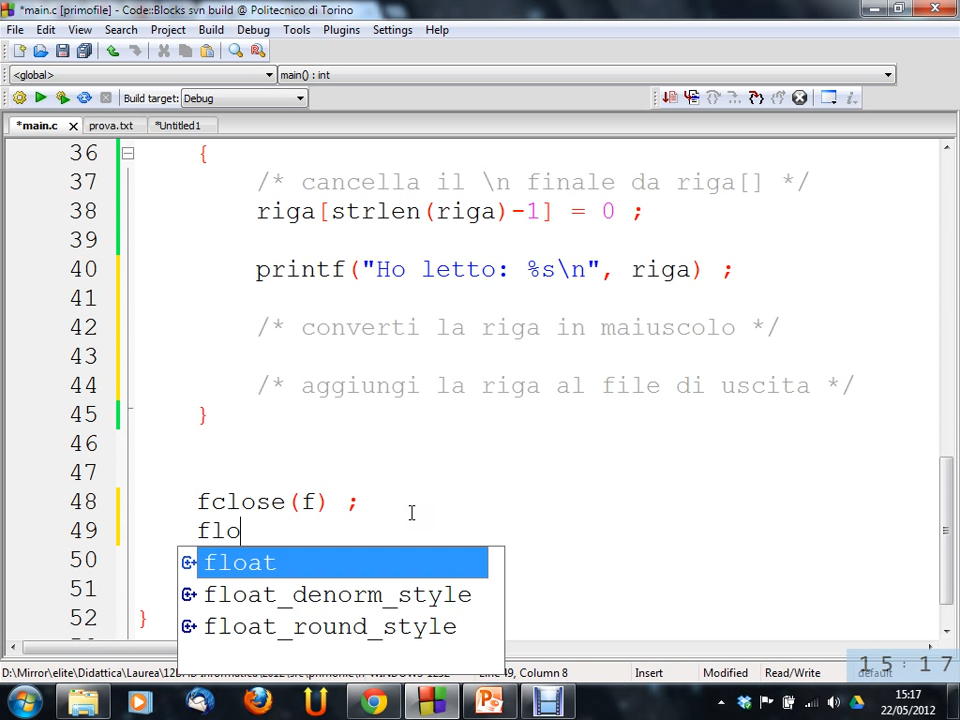 *main.c [primofile] - Code::Blocks svn build @ Politecnico di Torino
File Edit View Search Project Build Debug Tools Plugins Settings Help
<global> main() : int
Build target: Debug
*main.c prova.txt *Untitled1
36 {
37 /* cancella il \n finale da riga[] */
38 riga[strlen(riga)-1] = 0 ;
39
40 printf("Ho letto: %s\n", riga) ;
41
42 /* converti la riga in maiuscolo */
43
44 /* aggiungi la riga al file di uscita */
45 }
46
47
48 fclose(f) ;
49 flo
50 float
51 float_denorm_style
52 } float_round_style
Line 49, Column 8 Insert Modified Read/Write default
15:17
15:17
22/05/2012